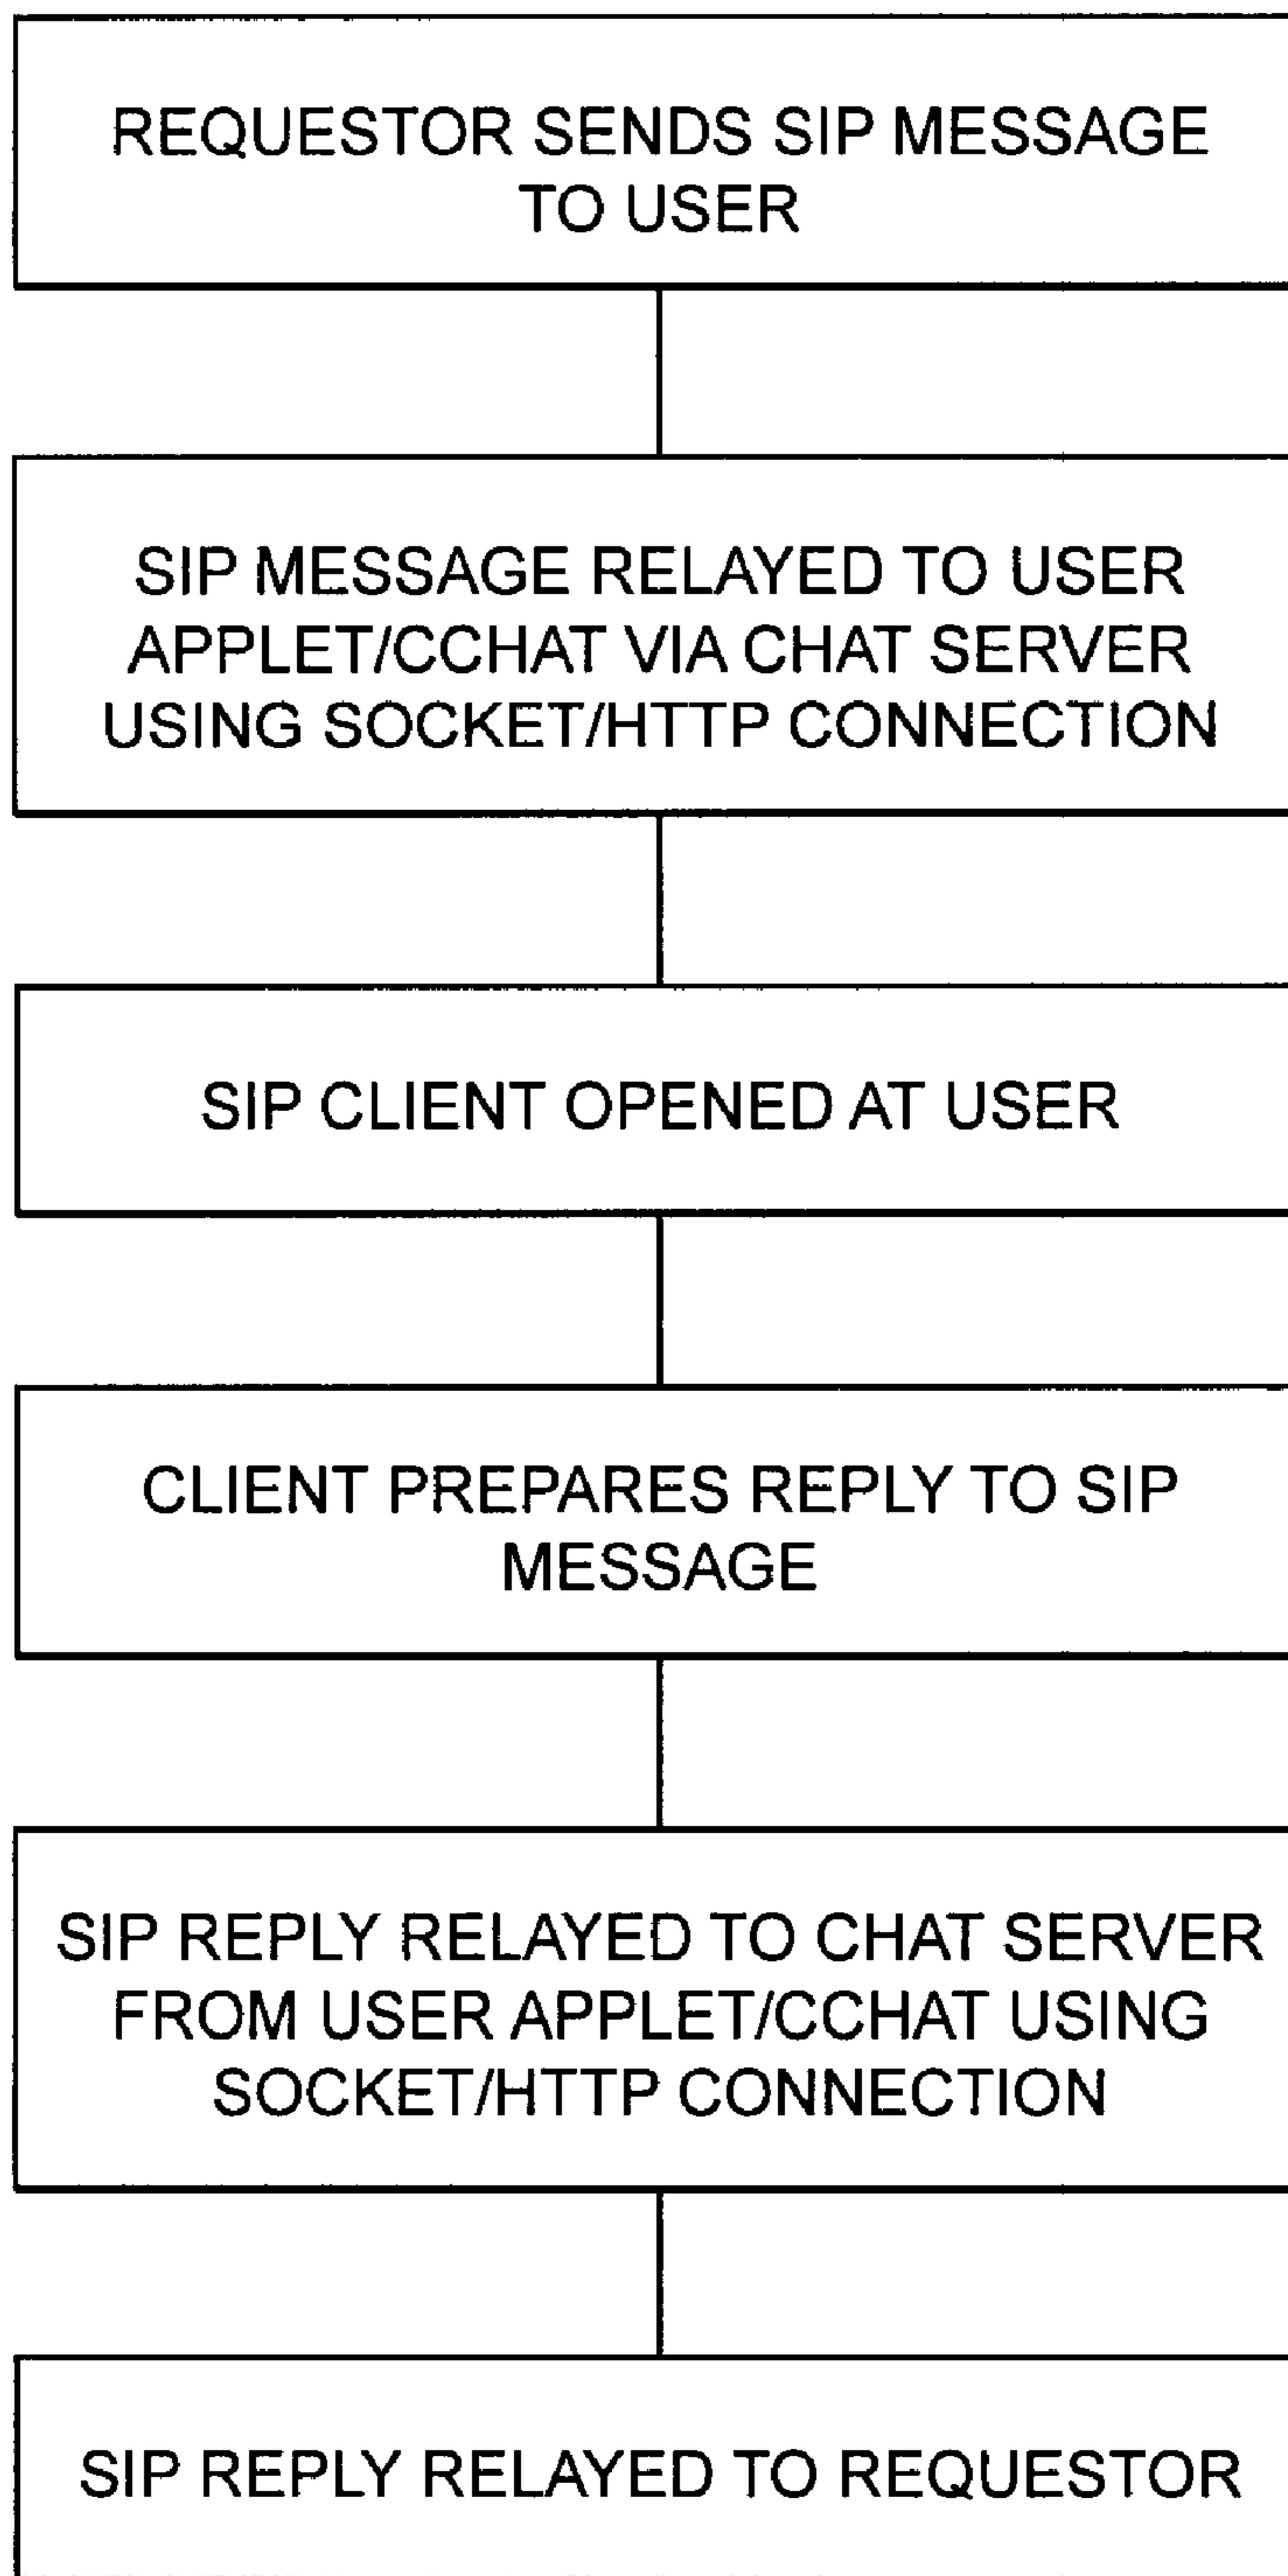 REQUESTOR SENDS SIP MESSAGE
TO USER
SIP MESSAGE RELAYED TO USER
APPLET/CCHAT VIA CHAT SERVER
USING SOCKET/HTTP CONNECTION
SIP CLIENT OPENED AT USER
CLIENT PREPARES REPLY TO SIP
MESSAGE
SIP REPLY RELAYED TO CHAT SERVER
FROM USER APPLET/CCHAT USING
SOCKET/HTTP CONNECTION
SIP REPLY RELAYED TO REQUESTOR